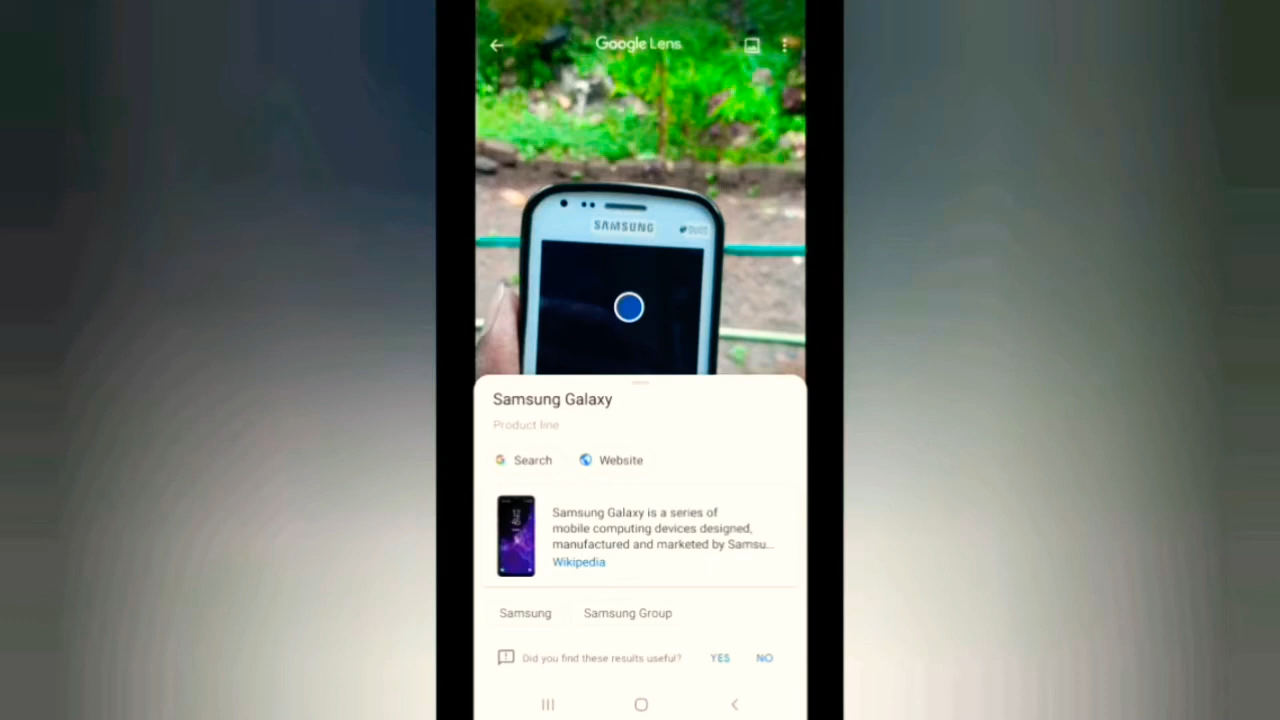 Google Lens
SAMSUNG
DUOS
Samsung Galaxy
Product line
Search
Website
Samsung Galaxy is a series of
mobile computing devices designed,
manufactured and marketed by Samsu...
Wikipedia
Samsung
Samsung Group
Did you find these results useful?
YES
NO